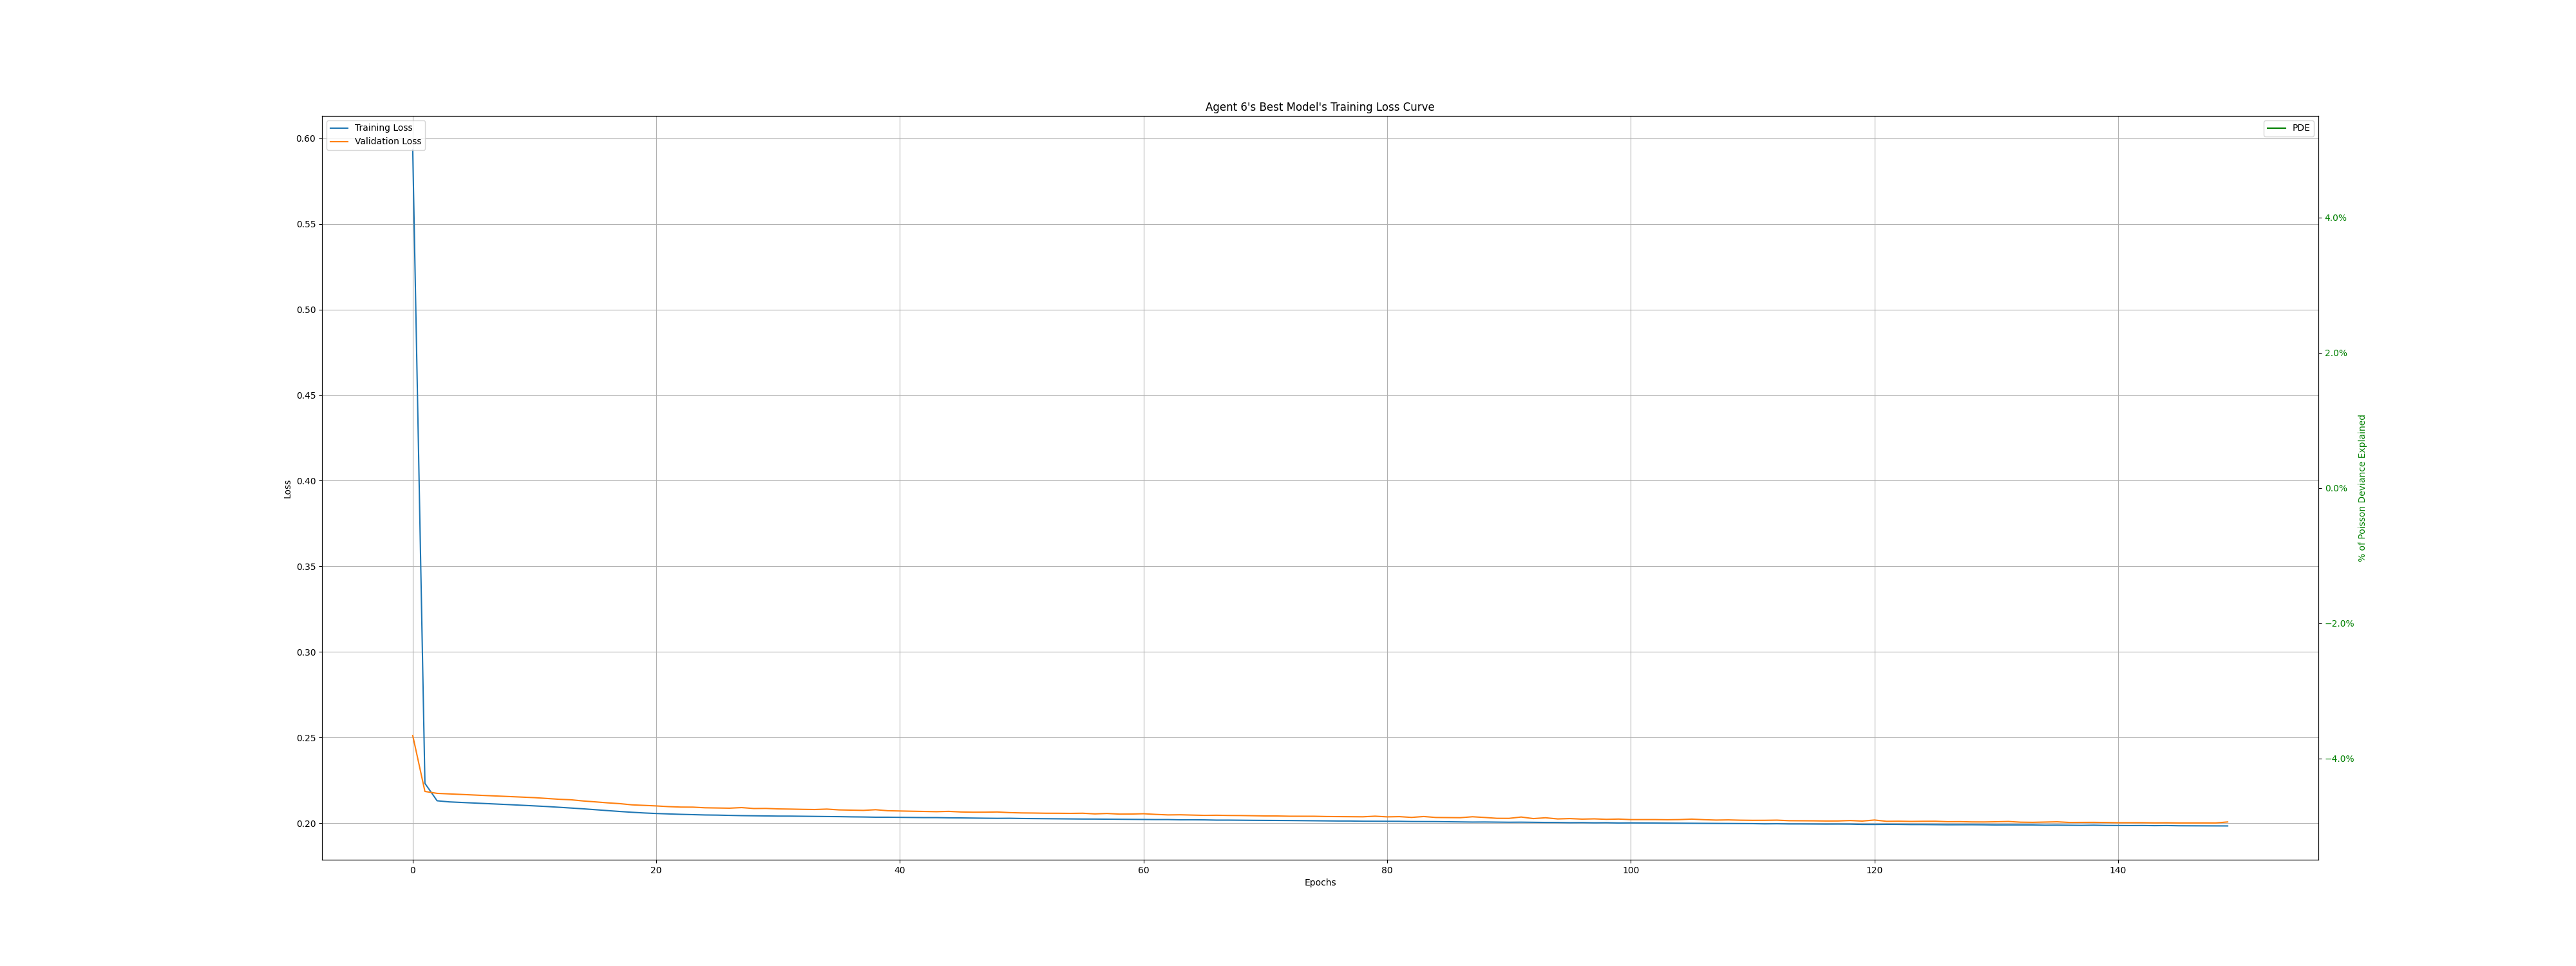 Agent 6's Best Model's Training Loss Curve
Training Loss
Validation Loss
PDE
0.60
0.55
0.50
0.45
0.40
0.35
0.30
0.25
0.20
Loss
4.0%
2.0%
0.0%
−2.0%
−4.0%
% of Poisson Deviance Explained
0 20 40 60 80 100 120 140
Epochs